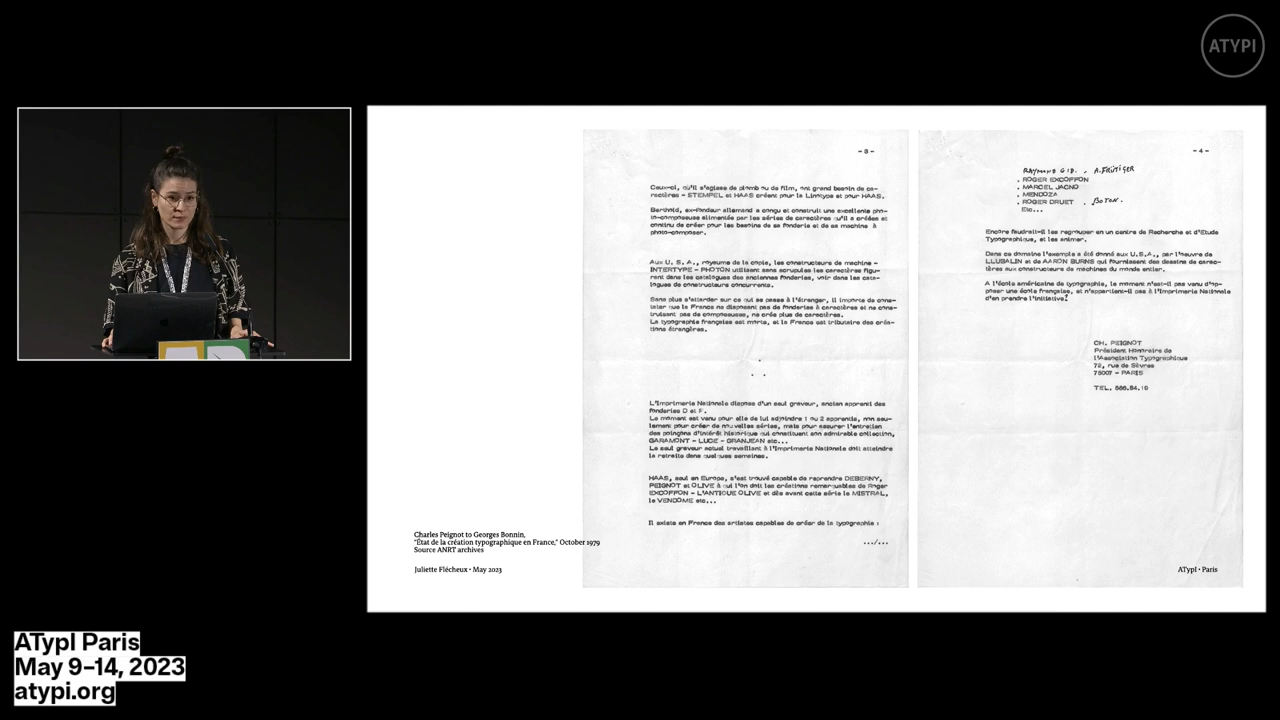 ATYPI
- 3 -
Ceux-ci, qu'il s'agisse de plomb ou de film, ont grand besoin de ca-
ractères - STEMPEL et HAAS créent pour la Linotype et pour HAAS.
Berthold, ex-fondeur allemand a conçu et construit une excellente pho-
to-composeuse alimentée par les séries de caractères qu'il a créées et
continu de créer pour les besoins de sa fonderie et de sa machine à
photo-composer.
Aux U. S. A., royaume de la copie, les constructeurs de machine -
INTERTYPE - PHOTON utilisent sans scrupules les caractères figu-
rant dans les catalogues des anciennes fonderies, voir dans les cata-
logues de constructeurs concurrents.
Sans plus s'attarder sur ce qui se passe à l'étranger, il importe de cons-
tater que la France ne disposant pas de fonderie à caractères et ne cons-
truisant pas de composeuses, ne crée plus de caractères.
La typographie française est morte, et la France est tributaire des créa-
tions étrangères.
L'Imprimerie Nationale dispose d'un seul graveur, ancien apprenti des
fonderies D et P.
Le moment est venu pour elle de lui adjoindre 1 ou 2 apprentis, non seu-
lement pour créer de nouvelles séries, mais pour assurer l'entretien
des poinçons d'intérêt historique qui constituent son admirable collection,
GARAMONT - LUCE - GRANJEAN etc...
Le seul graveur actuel travaillant à l'Imprimerie Nationale doit atteindre
la retraite dans quelques semaines.
HAAS, seul en Europe, s'est trouvé capable de reprendre DEBERNY,
PEIGNOT et OLIVE à qui l'on doit les créations remarquables de Roger
EXCOFFON - L'ANTIQUE OLIVE et dès avant cette série le MISTRAL,
le VENDOME etc...
Il existe en France des artistes capables de créer de la typographie :
.../...
- 4 -
RAYMOND GID. - A. FRÜTIGER
. ROGER EXCOFFON
. MARCEL JACNO
. MENDOZA
. ROGER DRUET . BOTON.
Etc...
Encore faudrait-il les regrouper en un centre de Recherche et d'Etude
Typographique, et les animer.
Dans ce domaine l'exemple a été donné aux U.S.A., par l'oeuvre de
LLUBALIN et de AARON BURNS qui fournissent des dessins de carac-
tères aux constructeurs de machines du monde entier.
A l'école américaine de typographie, le moment n'est-il pas venu d'op-
poser une école française, et n'appartient-il pas à l'Imprimerie Nationale
d'en prendre l'initiative?
CH. PEIGNOT
Président Honoraire de
l'Association Typographique
72, rue de Sèvres
75007 - PARIS
TEL. 566.84.19
Charles Peignot to Georges Bonnin,
"État de la création typographique en France," October 1979
Source ANRT archives
Juliette Flécheux • May 2023
ATypI • Paris
ATypI Paris
May 9–14, 2023
atypi.org